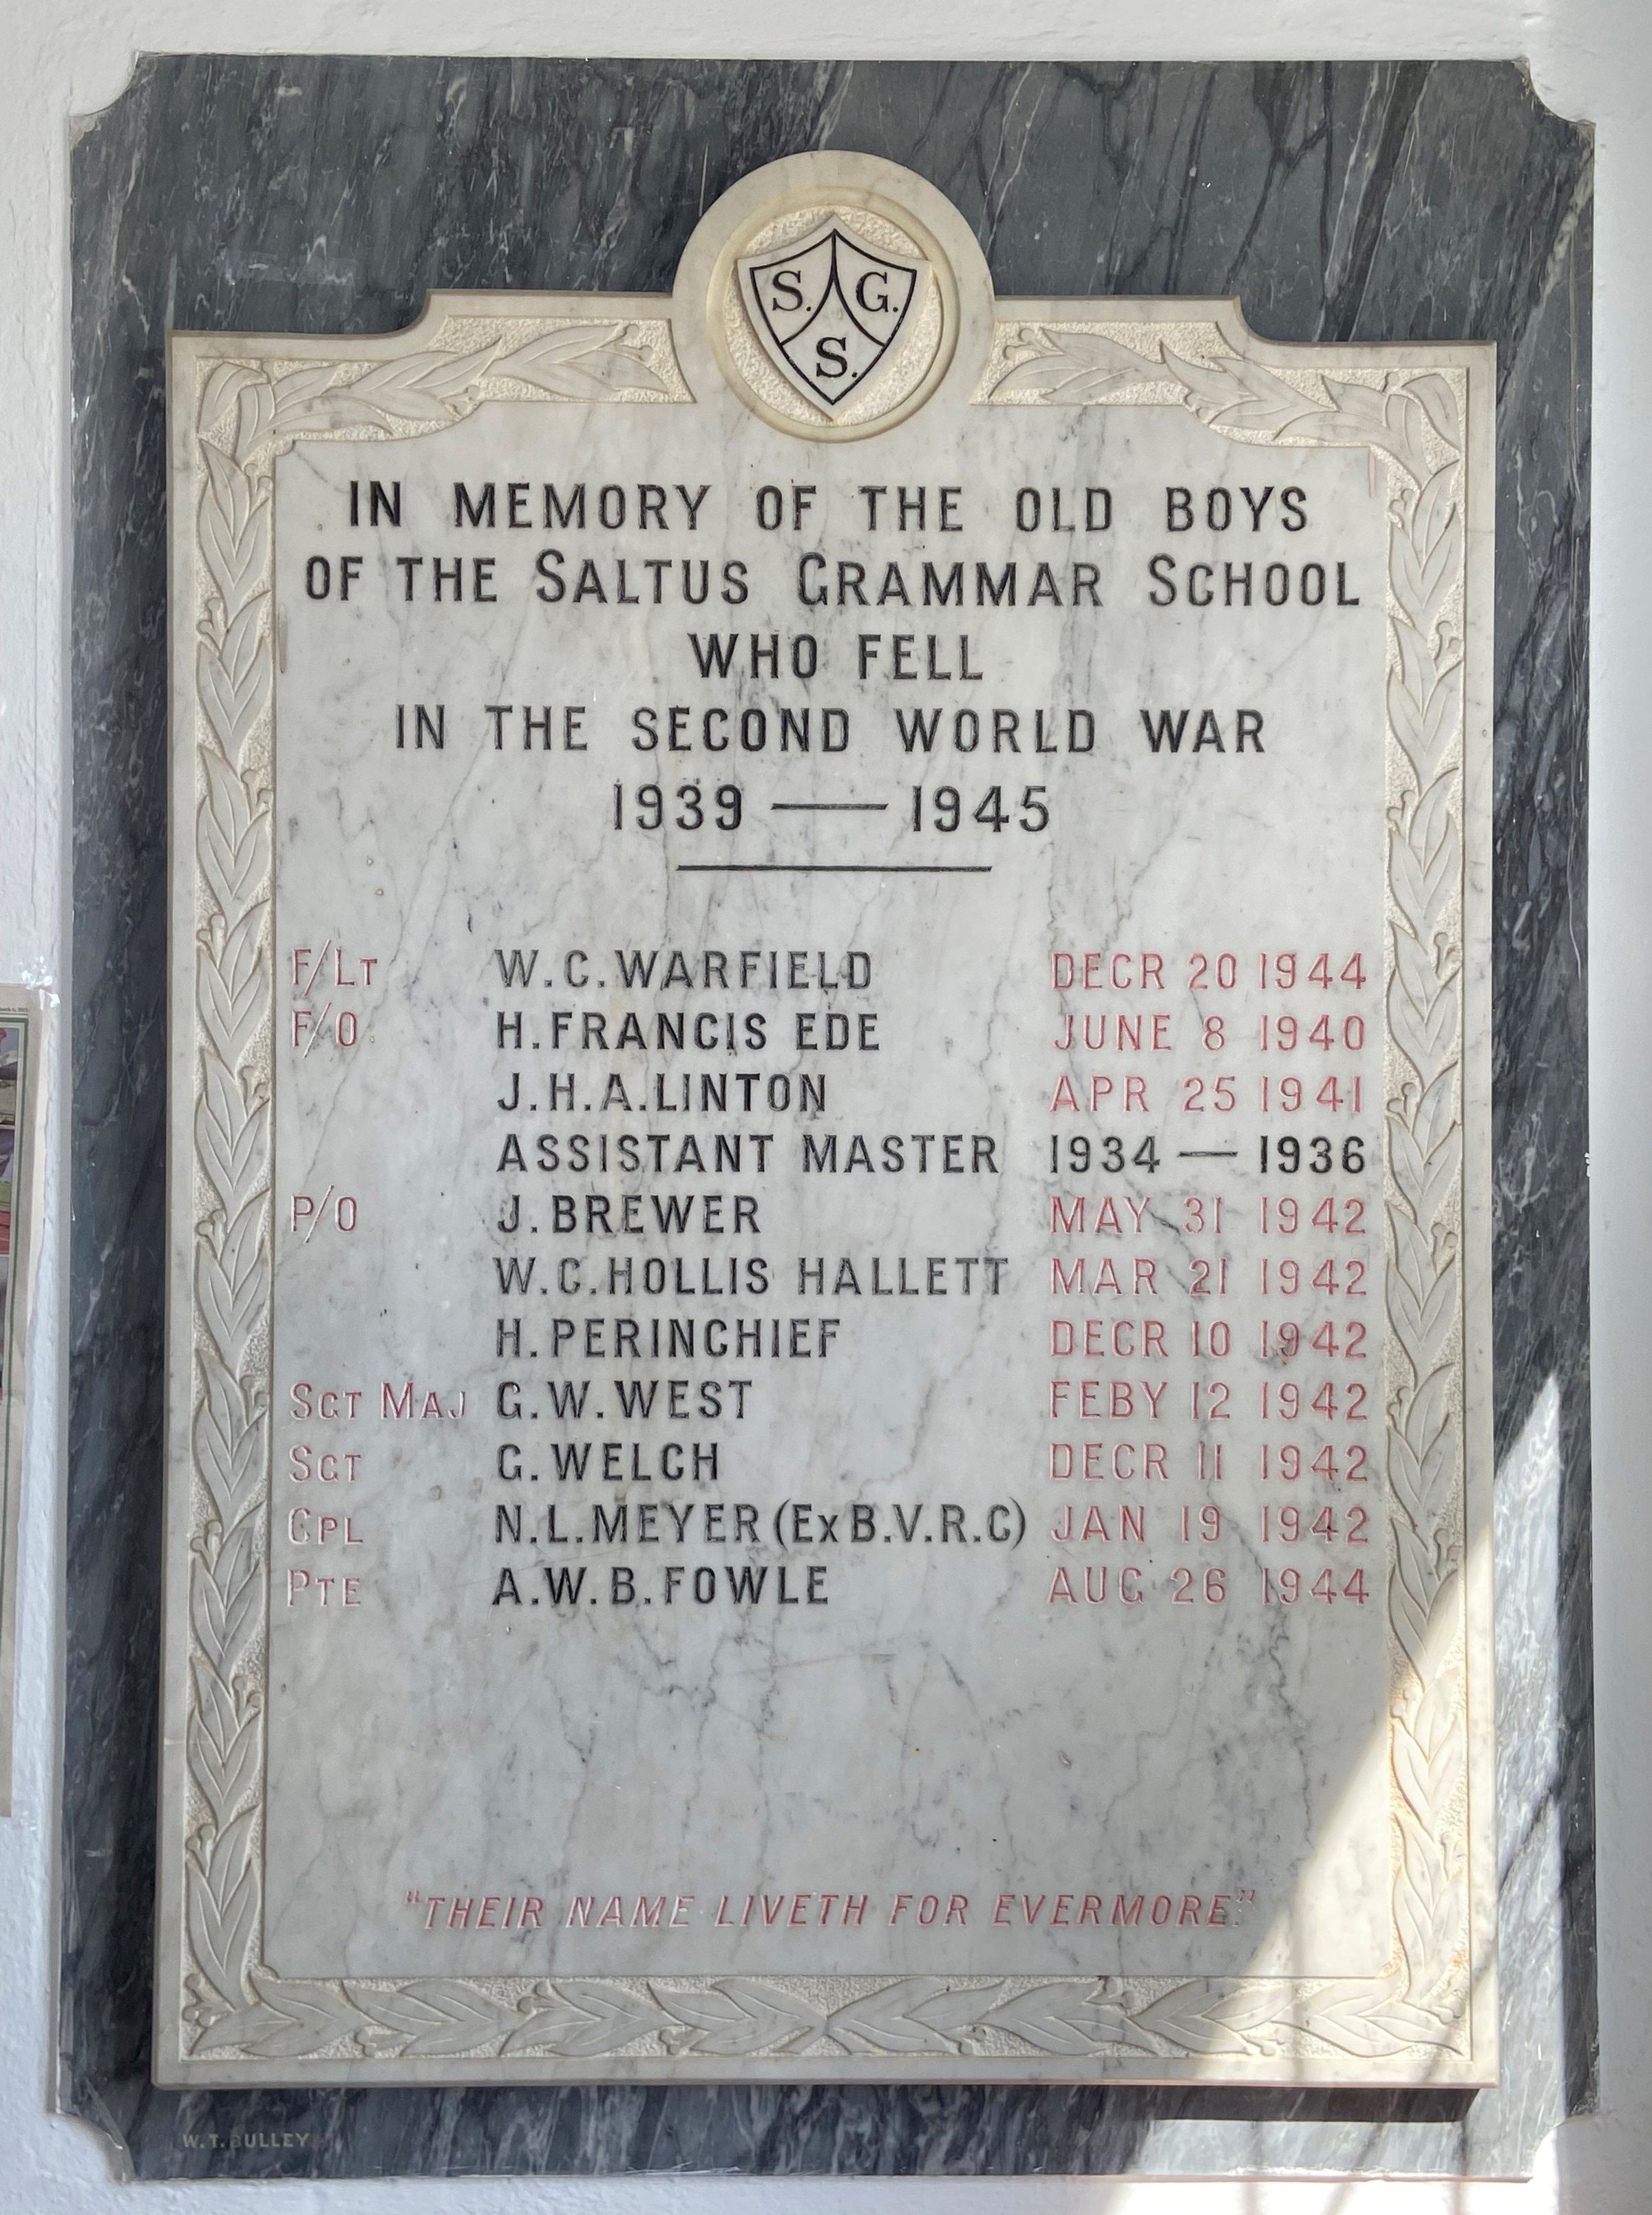 S. G.
S.
IN MEMORY OF THE OLD BOYS
OF THE SALTUS GRAMMAR SCHOOL
WHO FELL
IN THE SECOND WORLD WAR
1939 — 1945
F/LT W.C. WARFIELD DECR 20 1944
F/O. H. FRANCIS EDE JUNE 8 1940
J.H.A. LINTON APR 25 1941
ASSISTANT MASTER 1934 — 1936
P/O J. BREWER MAY 31 1942
W.C. HOLLIS HALLETT MAR 21 1942
H. PERINCHIEF DECR 10 1942
SGT MAJ G.W. WEST FEBY 12 1942
SGT G. WELCH DECR 11 1942
CPL N.L. MEYER (Ex B.V.R.C) JAN 19 1942
PTE A.W.B. FOWLE AUG 26 1944
"THEIR NAME LIVETH FOR EVERMORE."
W.T. BULLEY